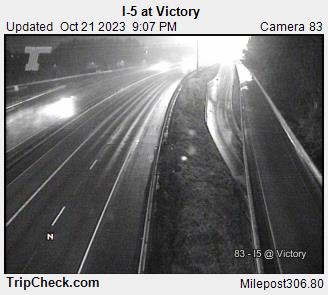 I-5 at Victory
Updated Oct 21 2023 9:07 PM Camera 83
T
N
83 - I5 @ Victory
TripCheck.com Milepost306.80